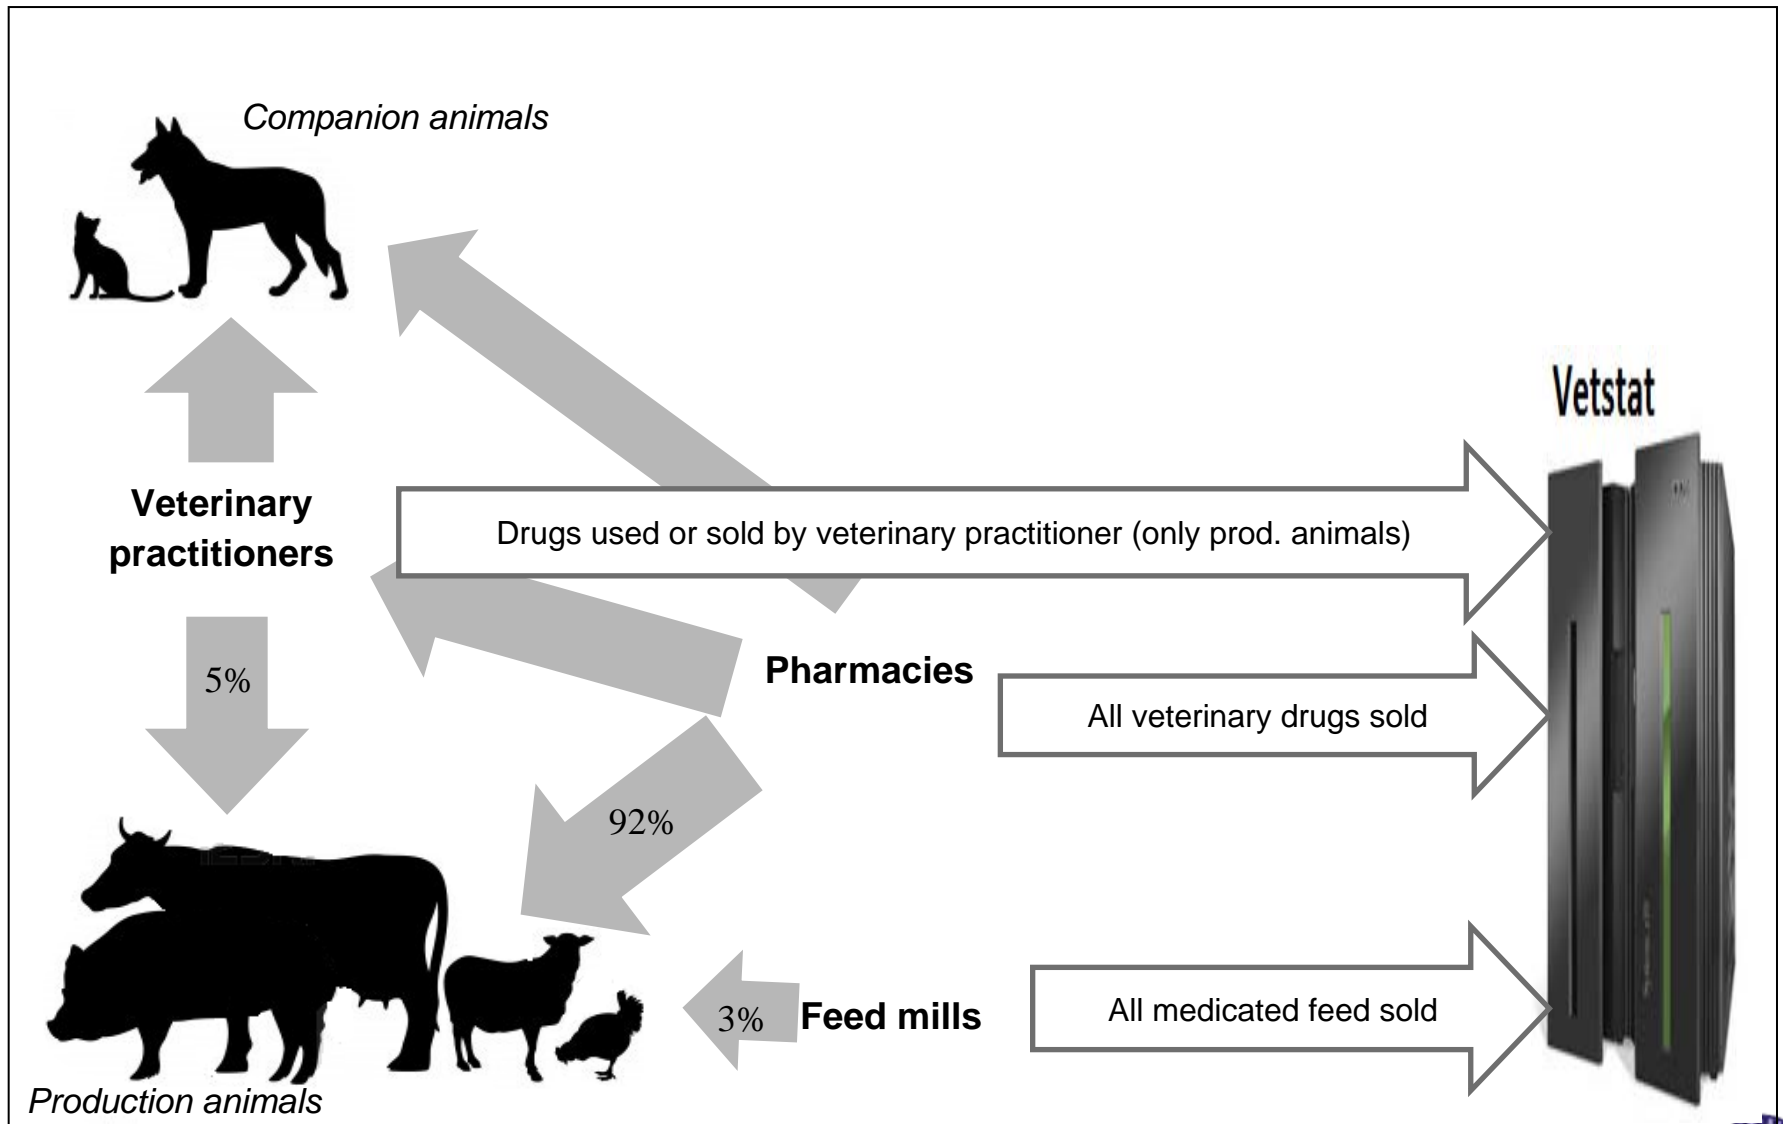 Companion animals
Vetstat
Veterinary
practitioners
Drugs used or sold by veterinary practitioner (only prod. animals)
5%
Pharmacies
All veterinary drugs sold
92%
3%
Feed mills
All medicated feed sold
Production animals